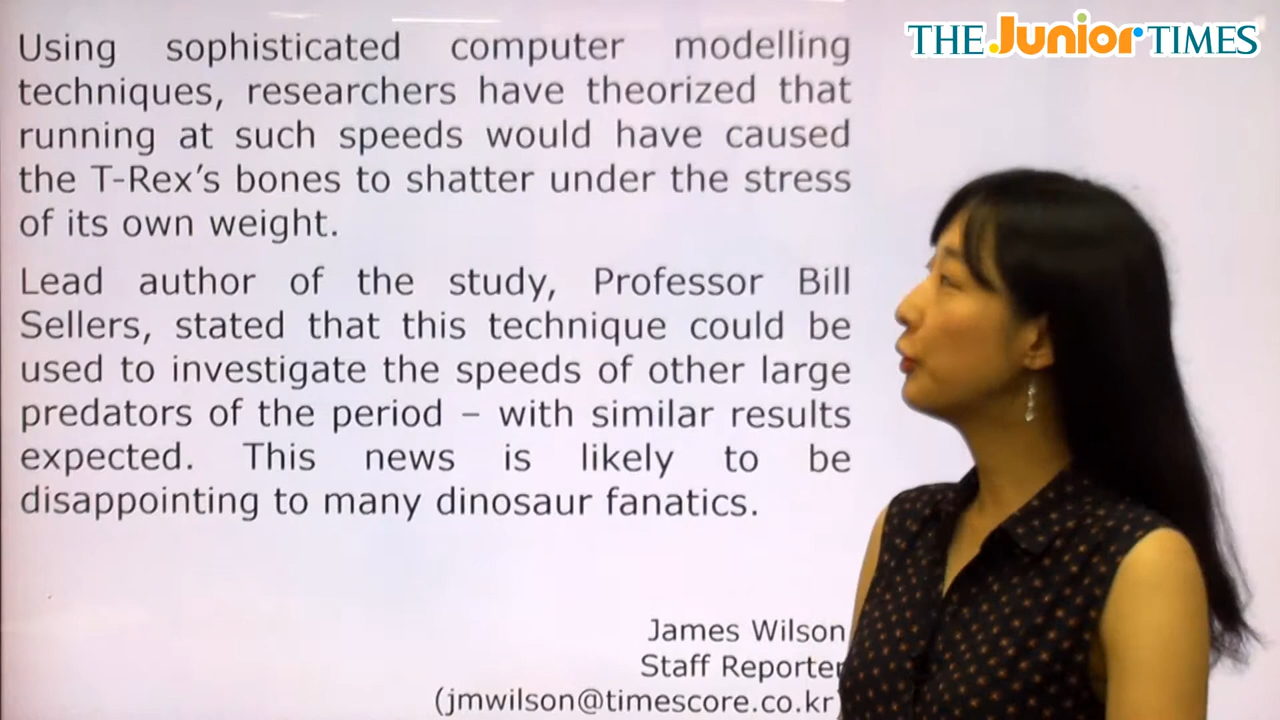 THE Junior TIMES
Using sophisticated computer modelling
techniques, researchers have theorized that
running at such speeds would have caused
the T-Rex's bones to shatter under the stress
of its own weight.
Lead author of the study, Professor Bill
Sellers, stated that this technique could be
used to investigate the speeds of other large
predators of the period – with similar results
expected. This news is likely to be
disappointing to many dinosaur fanatics.
James Wilson
Staff Reporter
(jmwilson@timescore.co.kr)